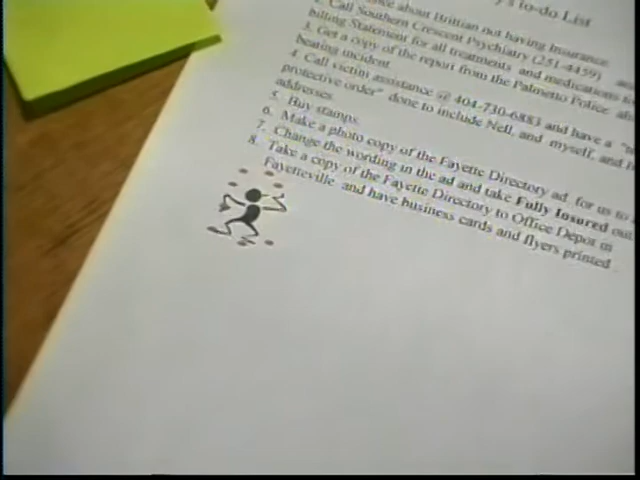 's to-do List
about Brittian not having Insurance.
2. Call Southern Crescent Psychiatry (251-4459) and
billing Statement for all treatments and medications to
3. Get a copy of the report from the Palmetto Police
beating incident.
4. Call victim assistance @ 404-730-6883 and have a
protective order" done to include Nell, and myself, and
addresses.
5. Buy stamps.
6. Make a photo copy of the Fayette Directory ad for us to
7. Change the wording in the ad and take Fully Insured out
8. Take a copy of the Fayette Directory to Office Depot in
Fayetteville and have business cards and flyers printed